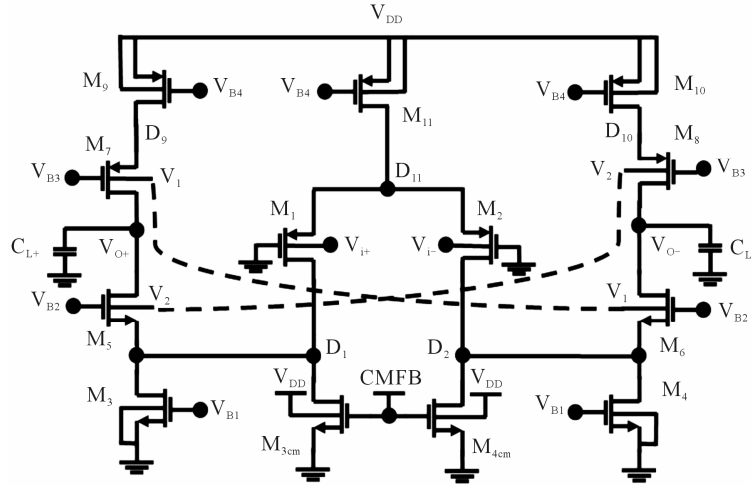 V_DD
M_9 V_B4 V_B4 M_11 V_B4 M_10
D_9 D_10
M_7 M_8
V_B3 V_1 D_11 V_2 V_B3
M_1 M_2
C_L+ V_O+ V_i+ V_i− V_O− C_L
V_B2 V_2 V_1 V_B2
M_5 D_1 D_2 M_6
M_3 V_DD CMFB V_DD M_4
V_B1 V_B1
M_3cm M_4cm